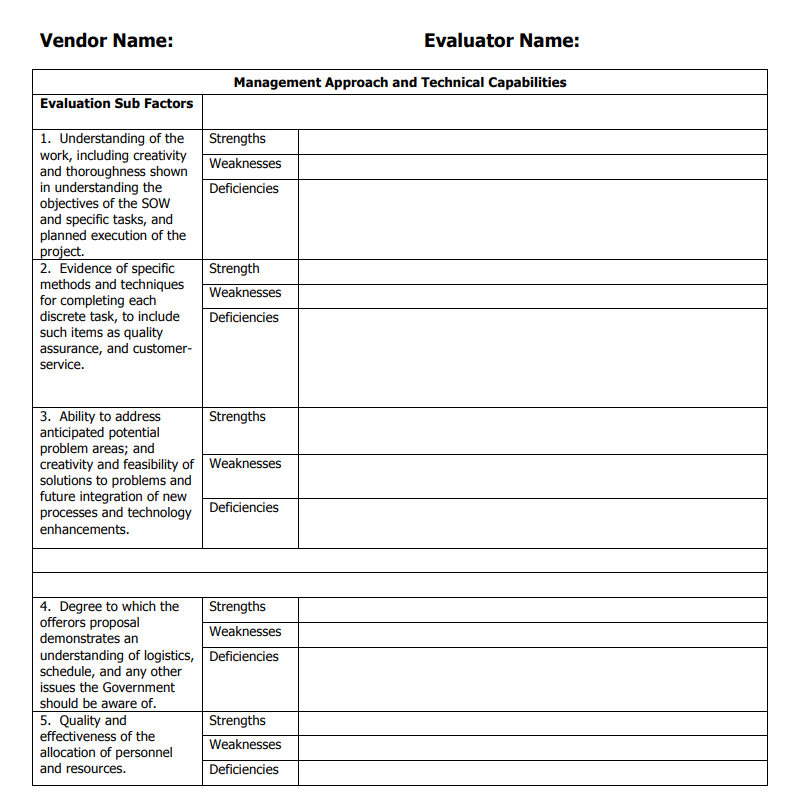 Vendor Name: Evaluator Name:
Management Approach and Technical Capabilities
Evaluation Sub Factors
1. Understanding of the
work, including creativity
and thoroughness shown
in understanding the
objectives of the SOW
and specific tasks, and
planned execution of the
project.
Strengths
Weaknesses
Deficiencies
2. Evidence of specific
methods and techniques
for completing each
discrete task, to include
such items as quality
assurance, and customer-
service.
Strength
Weaknesses
Deficiencies
3. Ability to address
anticipated potential
problem areas; and
creativity and feasibility of
solutions to problems and
future integration of new
processes and technology
enhancements.
Strengths
Weaknesses
Deficiencies
4. Degree to which the
offerors proposal
demonstrates an
understanding of logistics,
schedule, and any other
issues the Government
should be aware of.
Strengths
Weaknesses
Deficiencies
5. Quality and
effectiveness of the
allocation of personnel
and resources.
Strengths
Weaknesses
Deficiencies